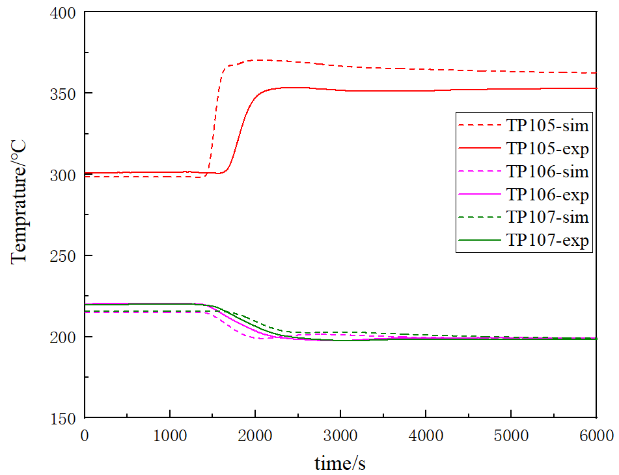 400
350
300
250
200
150
Temprature/°C
TP105-sim
TP105-exp
TP106-sim
TP106-exp
TP107-sim
TP107-exp
0 1000 2000 3000 4000 5000 6000
time/s